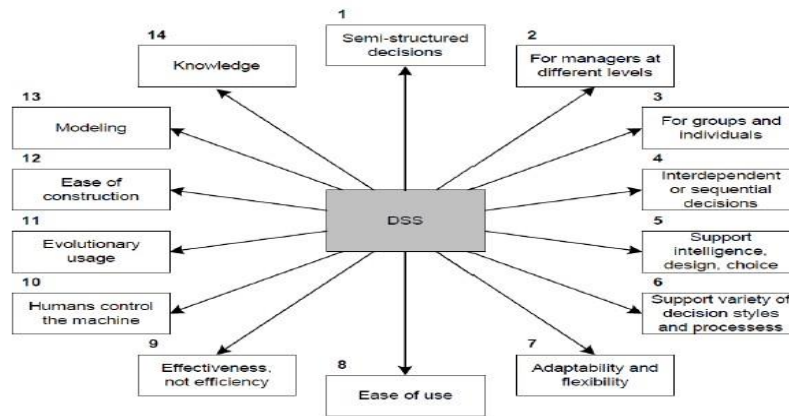 1
Semi-structured
decisions
2
For managers at
different levels
3
For groups and
individuals
4
Interdependent
or sequential
decisions
5
Support
intelligence,
design, choice
6
Support variety of
decision styles
and processess
7
Adaptability and
flexibility
8
Ease of use
9
Effectiveness,
not efficiency
10
Humans control
the machine
11
Evolutionary
usage
12
Ease of
construction
13
Modeling
14
Knowledge
DSS